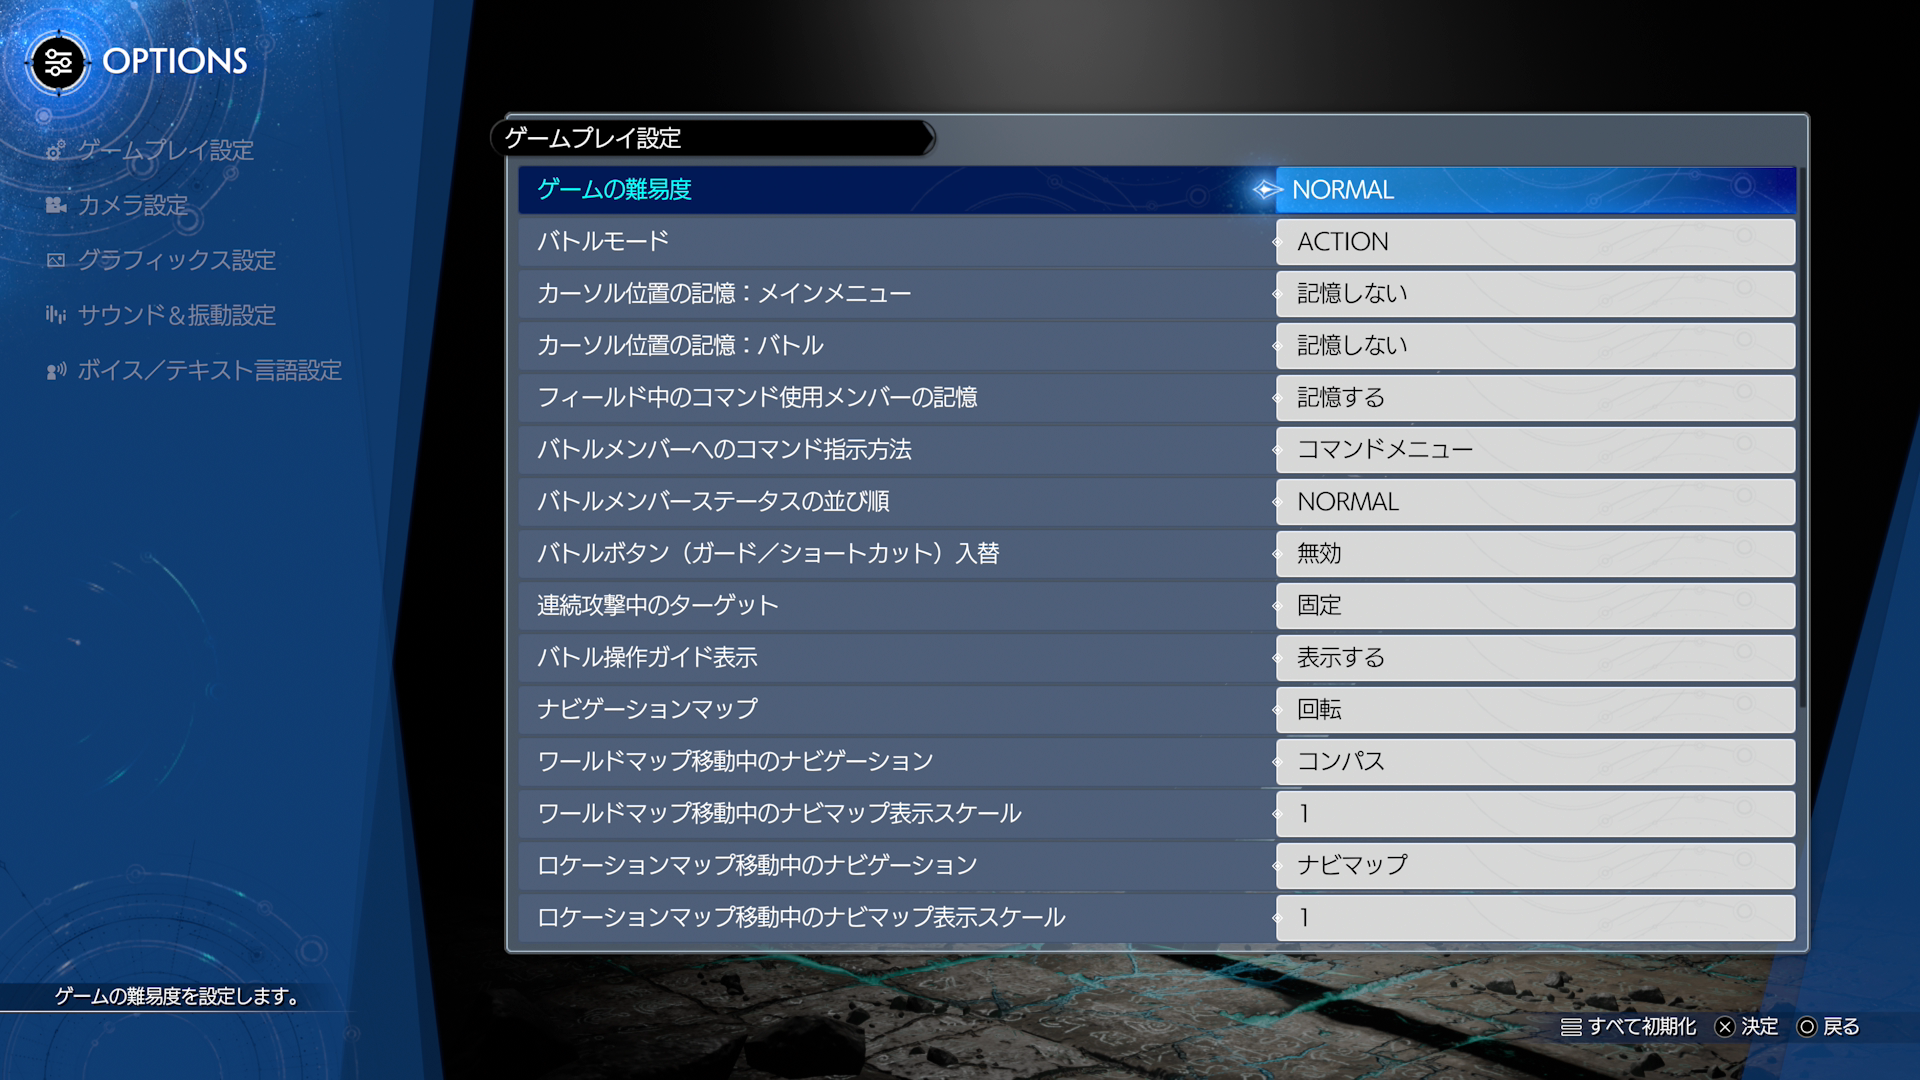 OPTIONS
ゲームプレイ設定
カメラ設定
グラフィックス設定
サウンド＆振動設定
ボイス／テキスト言語設定
ゲームプレイ設定
ゲームの難易度 NORMAL
バトルモード ACTION
カーソル位置の記憶：メインメニュー 記憶しない
カーソル位置の記憶：バトル 記憶しない
フィールド中のコマンド使用メンバーの記憶 記憶する
バトルメンバーへのコマンド指示方法 コマンドメニュー
バトルメンバーステータスの並び順 NORMAL
バトルボタン（ガード／ショートカット）入替 無効
連続攻撃中のターゲット 固定
バトル操作ガイド表示 表示する
ナビゲーションマップ 回転
ワールドマップ移動中のナビゲーション コンパス
ワールドマップ移動中のナビマップ表示スケール 1
ロケーションマップ移動中のナビゲーション ナビマップ
ロケーションマップ移動中のナビマップ表示スケール 1
ゲームの難易度を設定します。
すべて初期化 決定 戻る